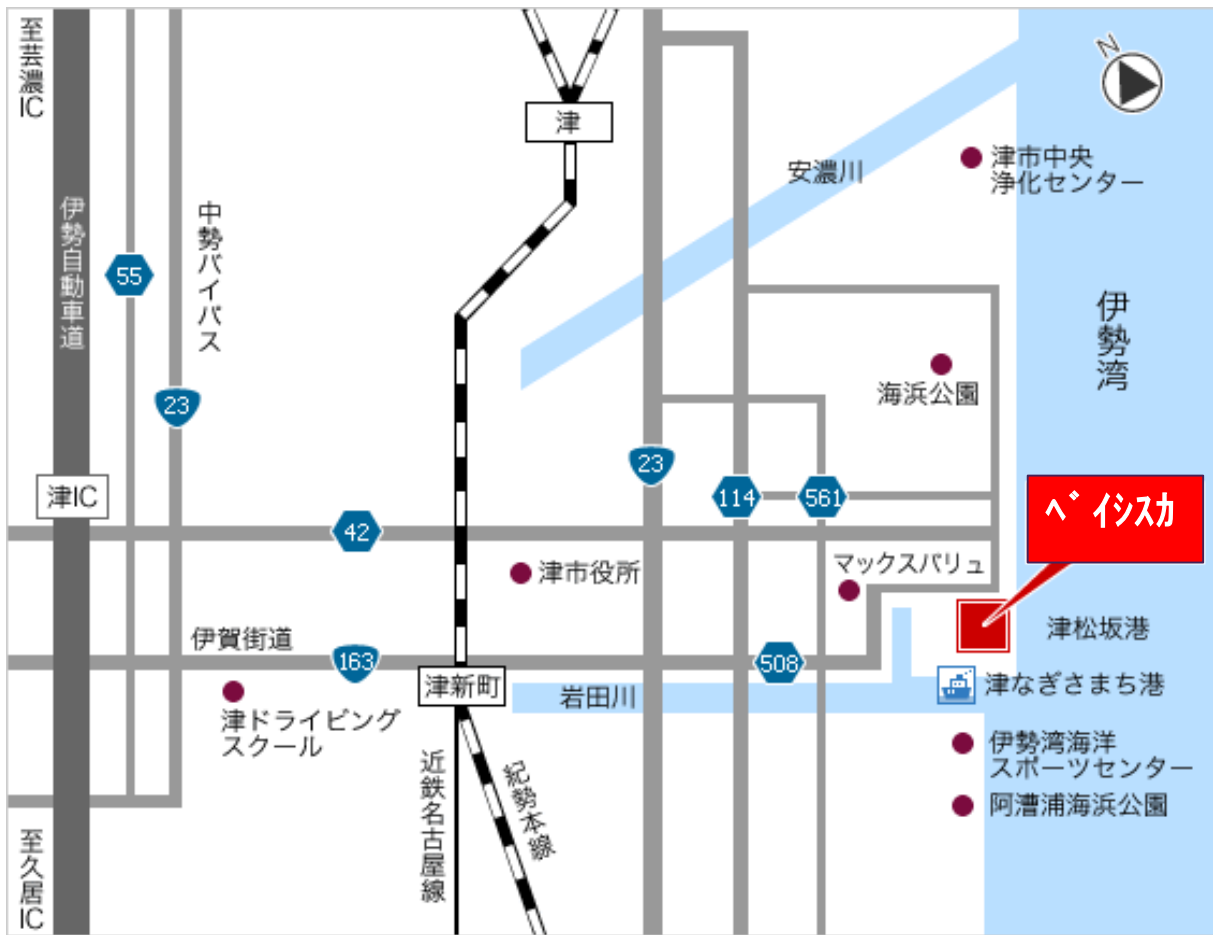 至芸濃IC
伊勢自動車道
55
中勢バイパス
23
津
安濃川
N
津市中央
浄化センター
伊勢湾
海浜公園
津IC
42
23
114
561
ベイシスカ
津市役所
マックスバリュ
伊賀街道
163
508
津松坂港
津新町
岩田川
津なぎさまち港
津ドライビング
スクール
伊勢湾海洋
スポーツセンター
阿漕浦海浜公園
近鉄名古屋線
紀勢本線
至久居IC